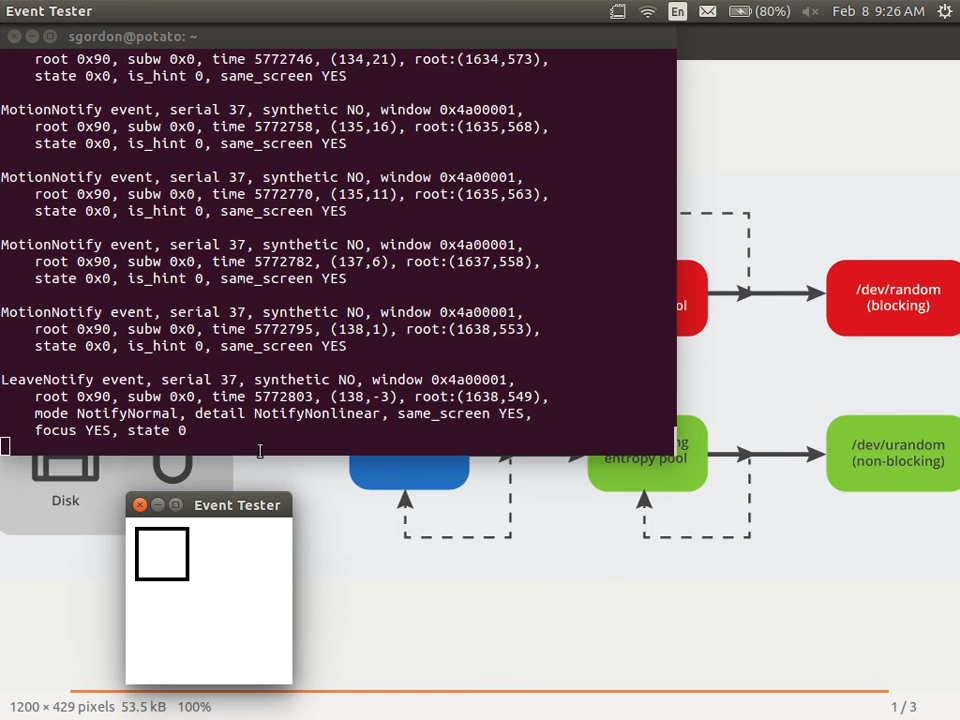 Event Tester
En
(80%)
Feb 8 9:26 AM
sgordon@potato: ~
root 0x90, subw 0x0, time 5772746, (134,21), root:(1634,573),
state 0x0, is_hint 0, same_screen YES
MotionNotify event, serial 37, synthetic NO, window 0x4a00001,
root 0x90, subw 0x0, time 5772758, (135,16), root:(1635,568),
state 0x0, is_hint 0, same_screen YES
MotionNotify event, serial 37, synthetic NO, window 0x4a00001,
root 0x90, subw 0x0, time 5772770, (135,11), root:(1635,563),
state 0x0, is_hint 0, same_screen YES
MotionNotify event, serial 37, synthetic NO, window 0x4a00001,
root 0x90, subw 0x0, time 5772782, (137,6), root:(1637,558),
state 0x0, is_hint 0, same_screen YES
MotionNotify event, serial 37, synthetic NO, window 0x4a00001,
root 0x90, subw 0x0, time 5772795, (138,1), root:(1638,553),
state 0x0, is_hint 0, same_screen YES
LeaveNotify event, serial 37, synthetic NO, window 0x4a00001,
root 0x90, subw 0x0, time 5772803, (138,-3), root:(1638,549),
mode NotifyNormal, detail NotifyNonlinear, same_screen YES,
focus YES, state 0
/dev/random
(blocking)
entropy pool
/dev/urandom
(non-blocking)
Disk
Event Tester
1200 × 429 pixels 53.5 kB 100%
1 / 3